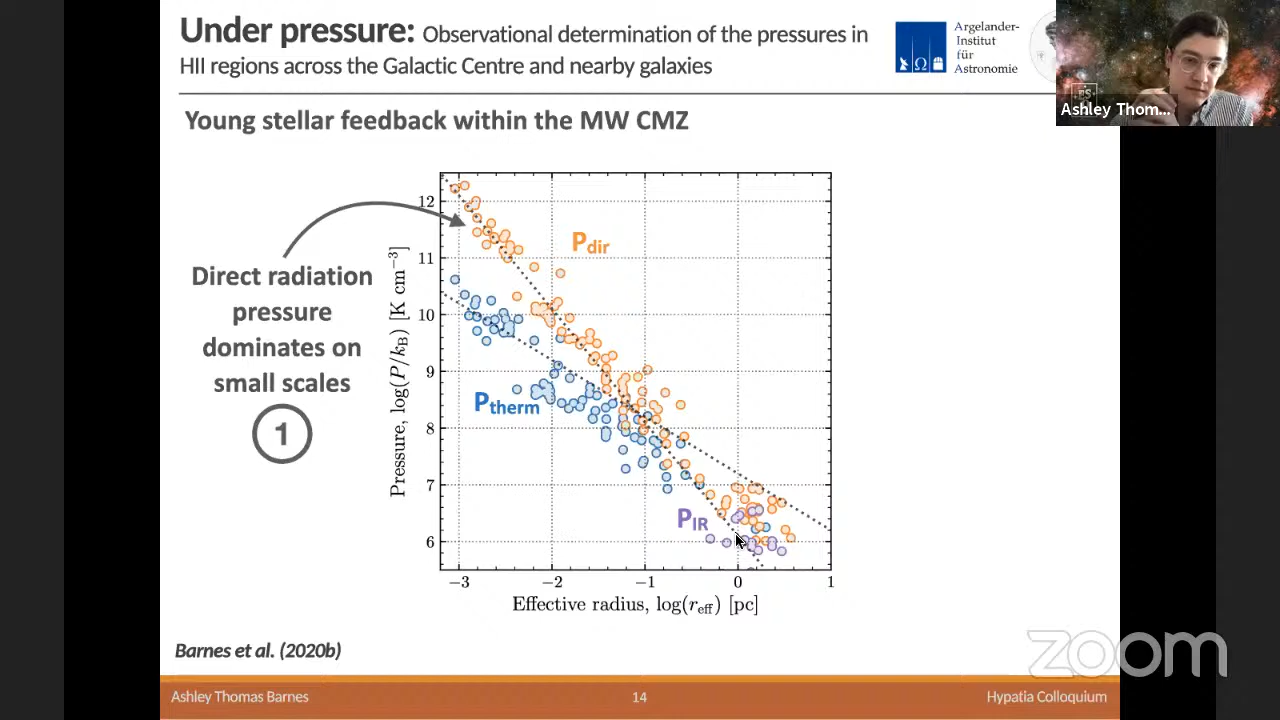 Under pressure: Observational determination of the pressures in
HII regions across the Galactic Centre and nearby galaxies
Argelander-
Institut
für
Astronomie
Ashley Thom...
Young stellar feedback within the MW CMZ
Direct radiation
pressure
dominates on
small scales
1
Pressure, log(P/kB) [K cm−3]
12
11
10
9
8
7
6
Pdir
Ptherm
PIR
−3
−2
−1
0
1
Effective radius, log(reff) [pc]
Barnes et al. (2020b)
zoom
Ashley Thomas Barnes
14
Hypatia Colloquium